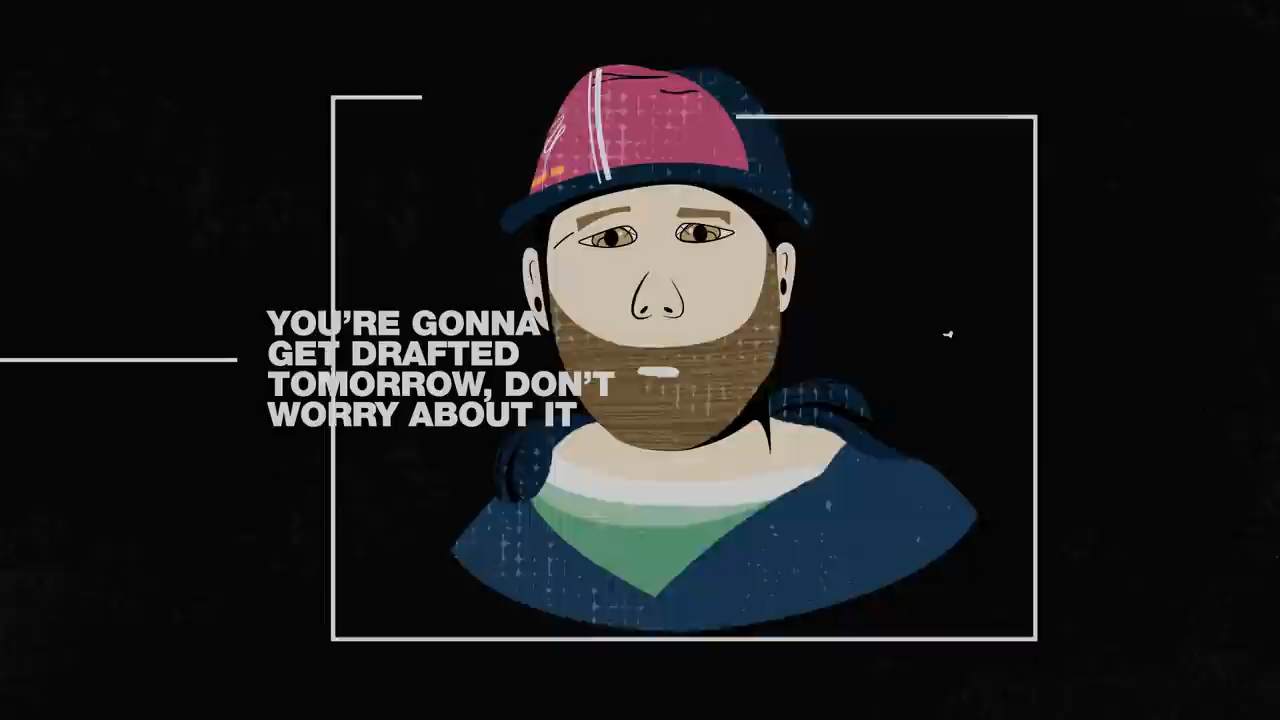 YOU’RE GONNA
GET DRAFTED
TOMORROW, DON’T
WORRY ABOUT IT